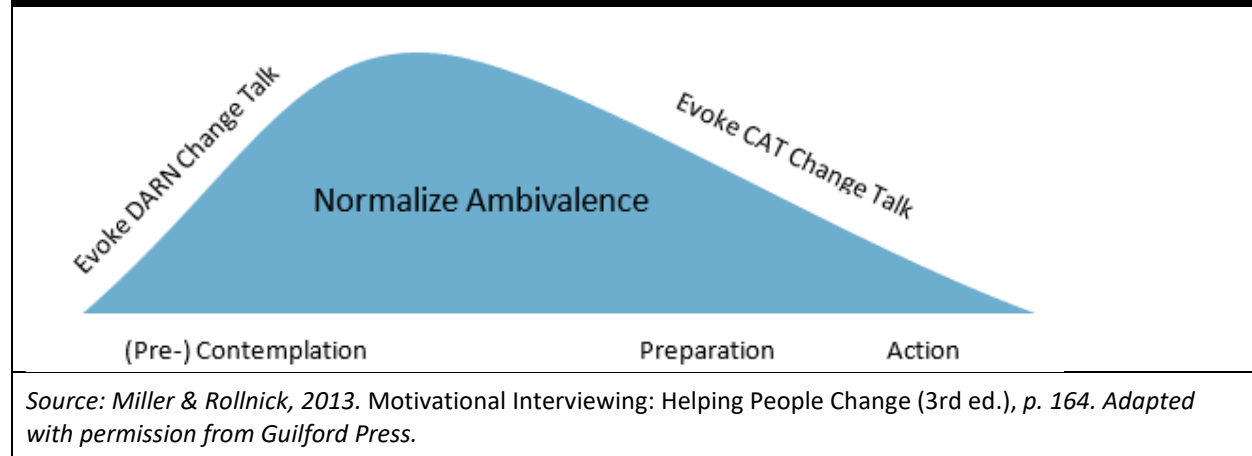 Evoke DARN Change Talk
Evoke CAT Change Talk
Normalize Ambivalence
(Pre-) Contemplation Preparation Action
Source: Miller & Rollnick, 2013. Motivational Interviewing: Helping People Change (3rd ed.), p. 164. Adapted
with permission from Guilford Press.